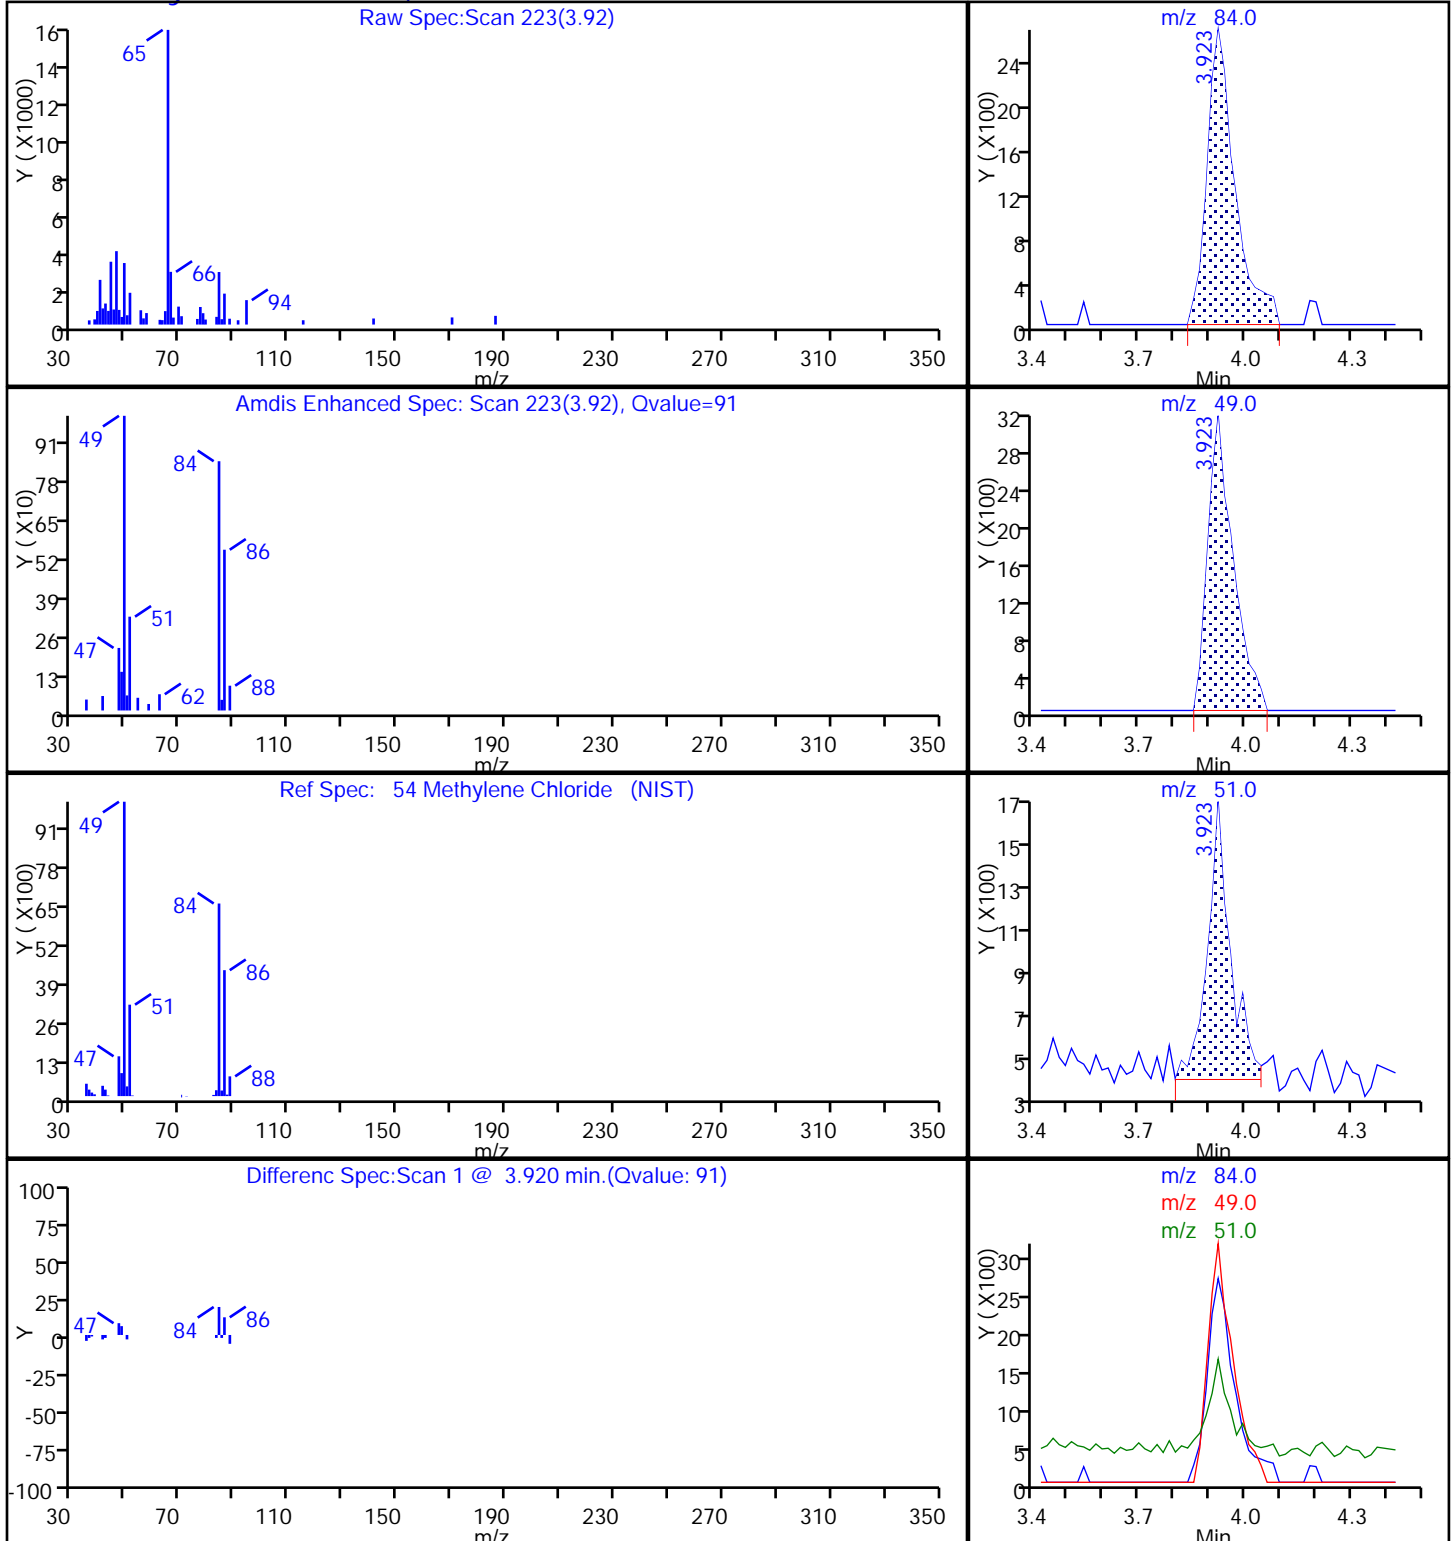 Raw Spec:Scan 223(3.92)
Y ( X1000)
16
14
12
10
8
6
4
2
0
65
66
94
30 70 110 150 190 230 270 310 350
m/z
m/z 84.0
Y ( X100)
24
20
16
12
8
4
0
3.923
3.4 3.7 4.0 4.3
Min
Amdis Enhanced Spec: Scan 223(3.92), Qvalue=91
Y ( X10)
91
78
65
52
39
26
13
0
49
84
86
51
47
62
88
30 70 110 150 190 230 270 310 350
m/z
m/z 49.0
Y ( X100)
32
28
24
20
16
12
8
4
0
3.923
3.4 3.7 4.0 4.3
Min
Ref Spec: 54 Methylene Chloride (NIST)
Y ( X100)
91
78
65
52
39
26
13
0
49
84
86
51
47
88
30 70 110 150 190 230 270 310 350
m/z
m/z 51.0
Y ( X100)
17
15
13
11
9
7
5
3
3.923
3.4 3.7 4.0 4.3
Min
Differenc Spec:Scan 1 @ 3.920 min.(Qvalue: 91)
Y
100
75
50
25
0
-25
-50
-75
-100
47
84
86
30 70 110 150 190 230 270 310 350
m/z
m/z 84.0
m/z 49.0
m/z 51.0
Y ( X100)
30
25
20
15
10
5
0
3.4 3.7 4.0 4.3
Min